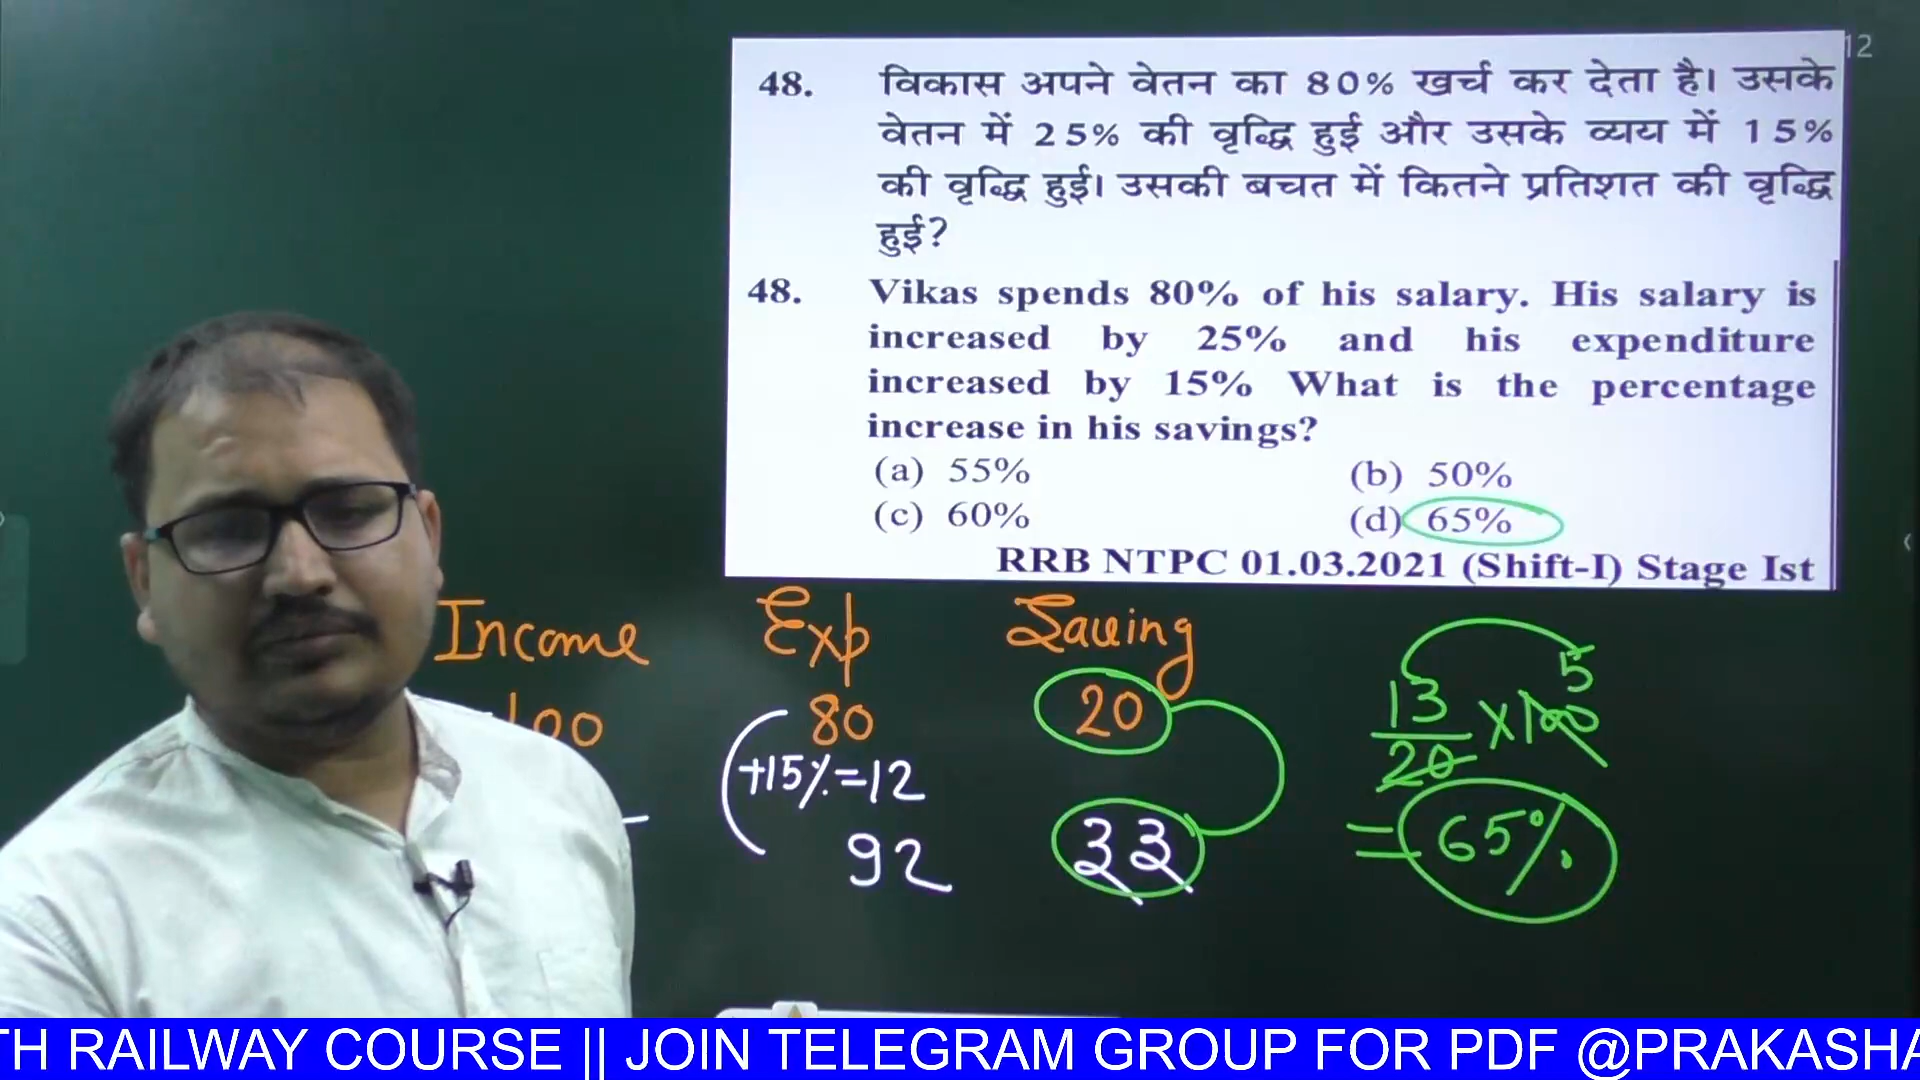 12
48. विकास अपने वेतन का 80% खर्च कर देता है। उसके
वेतन में 25% की वृद्धि हुई और उसके व्यय में 15%
की वृद्धि हुई। उसकी बचत में कितने प्रतिशत की वृद्धि
हुई?
48. Vikas spends 80% of his salary. His salary is
increased by 25% and his expenditure
increased by 15% What is the percentage
increase in his savings?
(a) 55% (b) 50%
(c) 60% (d) 65%
RRB NTPC 01.03.2021 (Shift-I) Stage Ist
Income Exp Saving
100 80 20
+15%=12
92 33
13/20 × 100 5
= 65%
TH RAILWAY COURSE || JOIN TELEGRAM GROUP FOR PDF @PRAKASHA